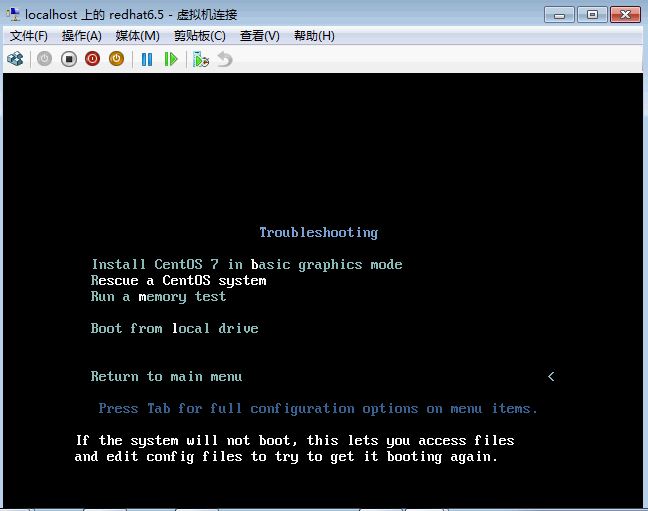 localhost 上的 redhat6.5 - 虚拟机连接
文件(F) 操作(A) 媒体(M) 剪贴板(C) 查看(V) 帮助(H)
Troubleshooting
Install CentOS 7 in basic graphics mode
Rescue a CentOS system
Run a memory test
Boot from local drive
Return to main menu <
Press Tab for full configuration options on menu items.
If the system will not boot, this lets you access files
and edit config files to try to get it booting again.